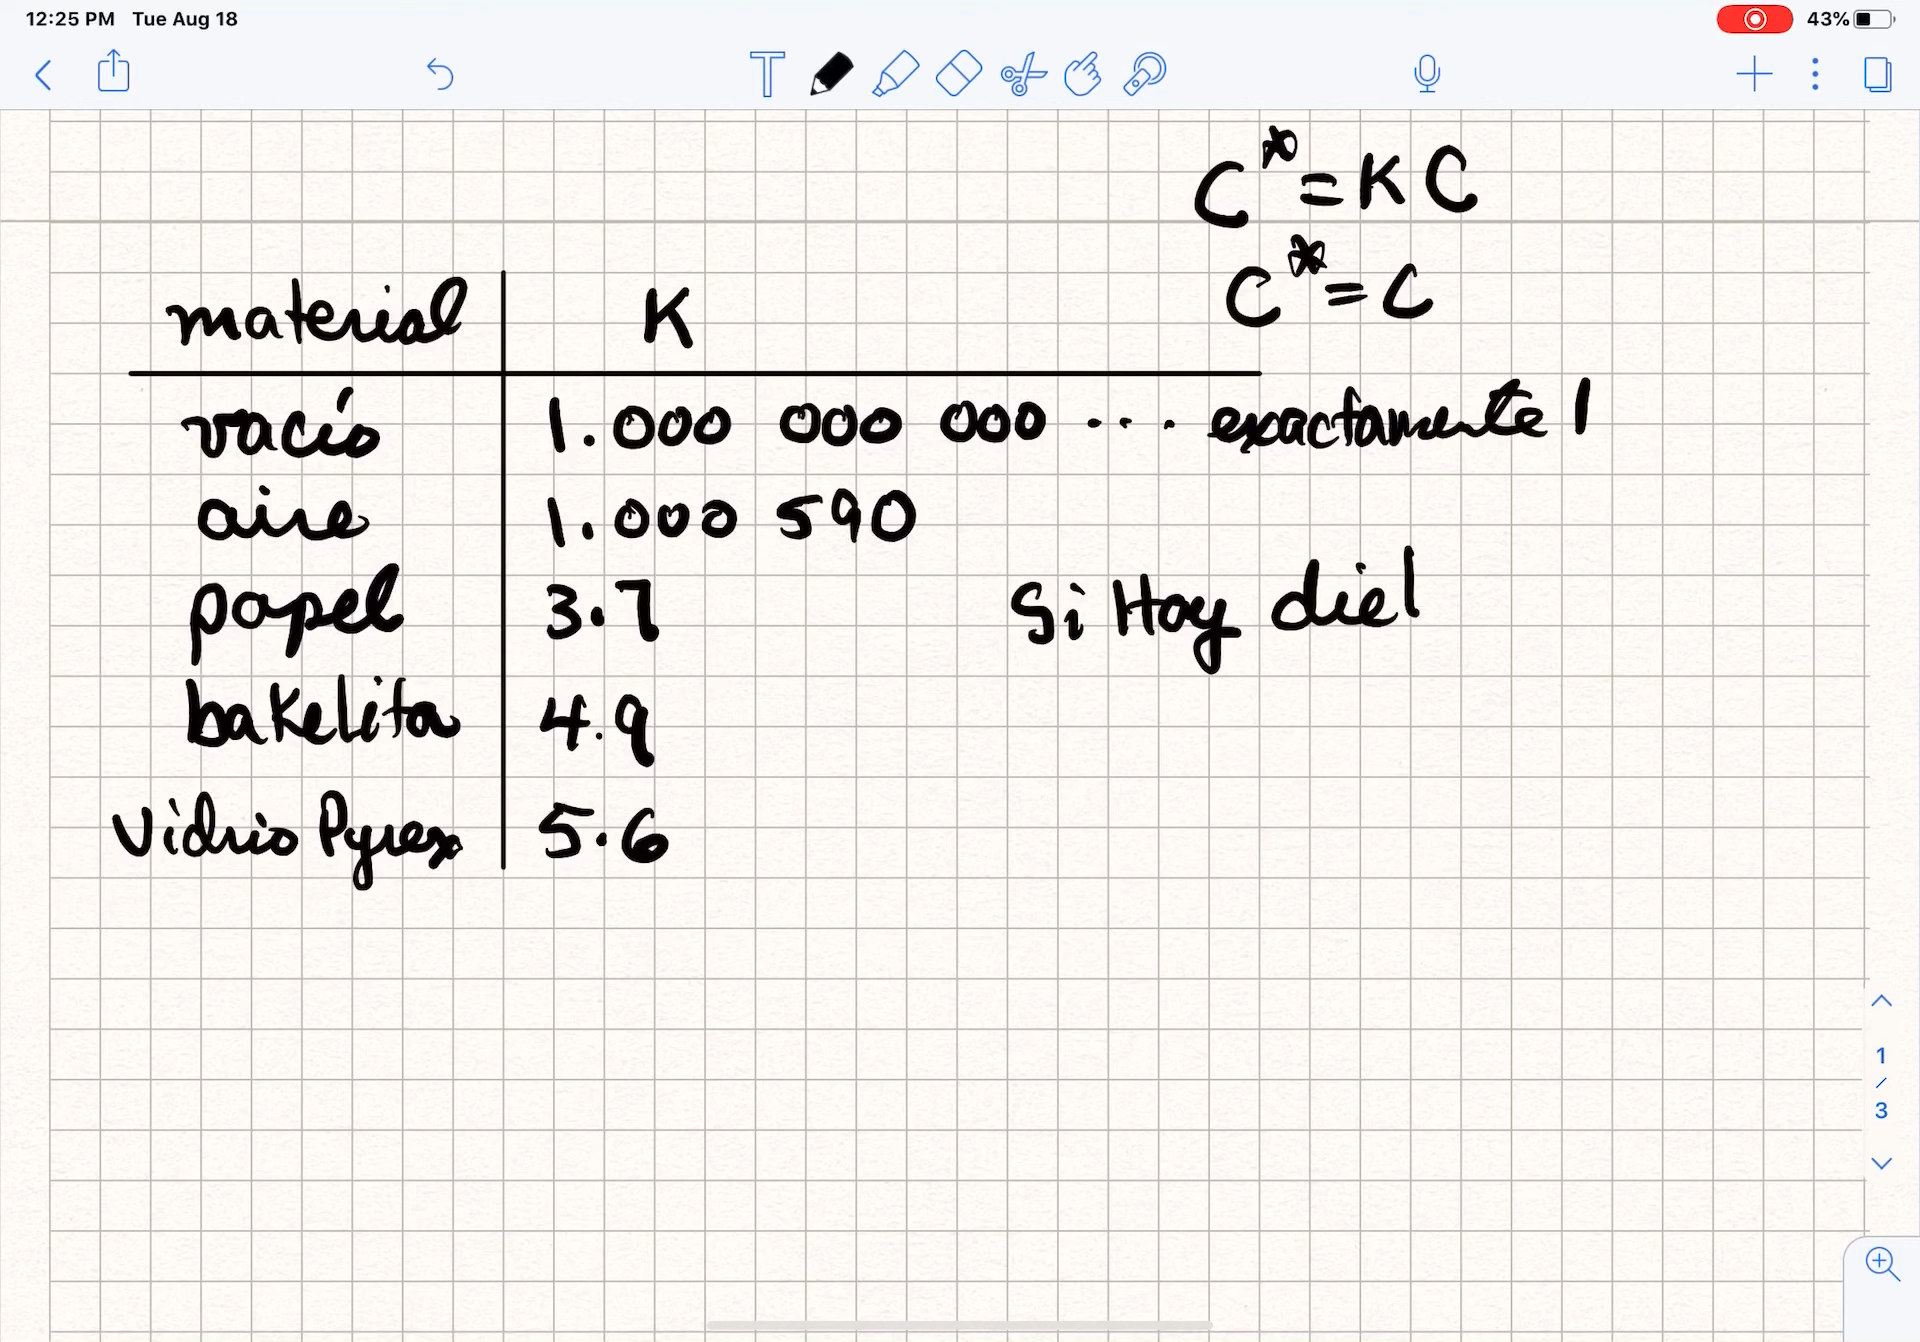 12:25 PM Tue Aug 18
43%
C* = K C
C* = C
material K
vacío 1.000 000 000 ... exactamente 1
aire 1.000 590
papel 3.7
Si Hay diel
bakelita 4.9
Vidrio Pyrex 5.6
1
/
3